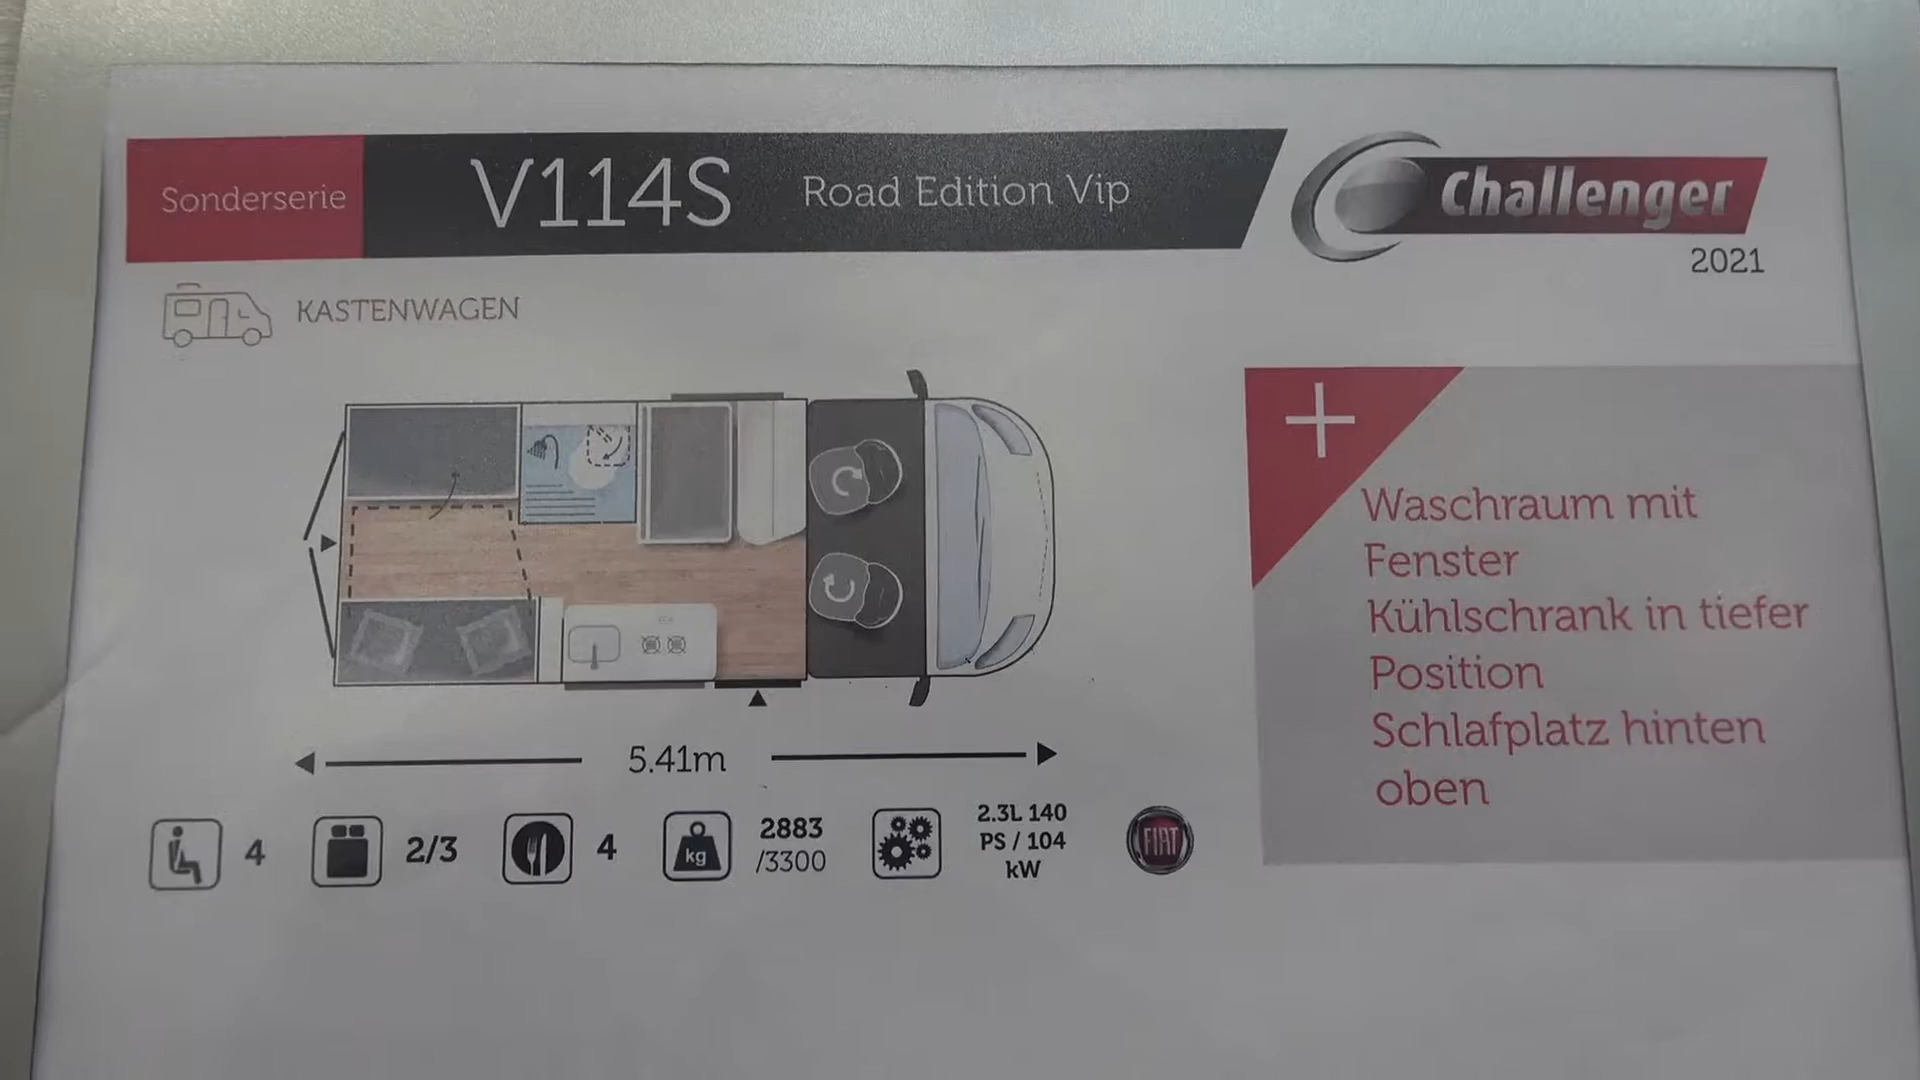 Sonderserie V114S Road Edition Vip Challenger
2021
KASTENWAGEN
Waschraum mit
Fenster
Kühlschrank in tiefer
Position
Schlafplatz hinten
oben
5.41m
4 2/3 4 kg 2883
/3300
2.3L 140
PS / 104
kW
FIAT